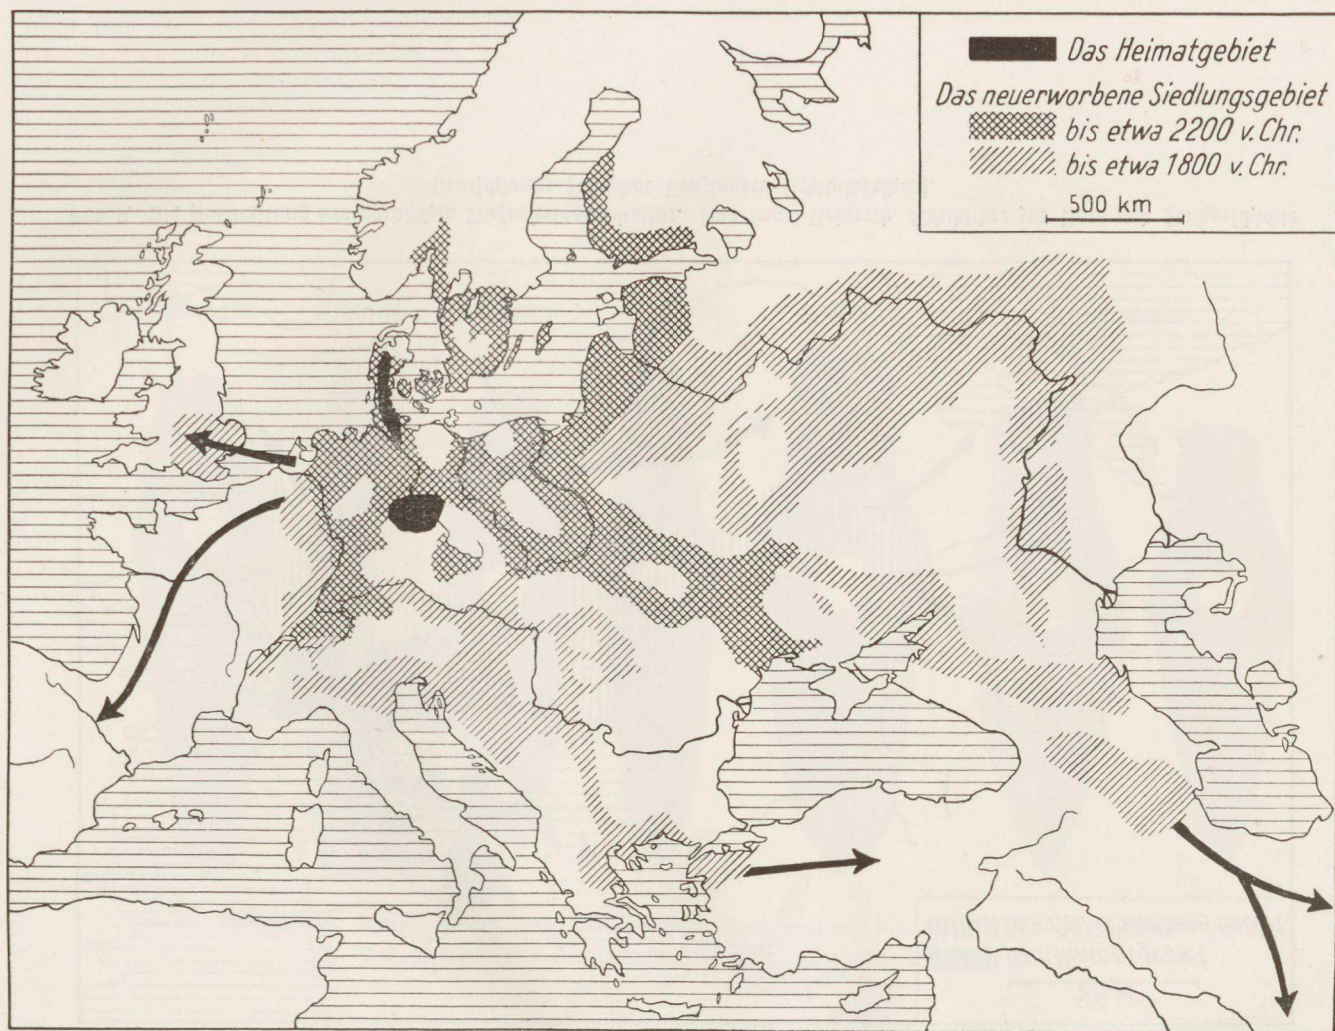 Das Heimatgebiet
Das neuerworbene Siedlungsgebiet
bis etwa 2200 v. Chr.
bis etwa 1800 v. Chr.
500 km